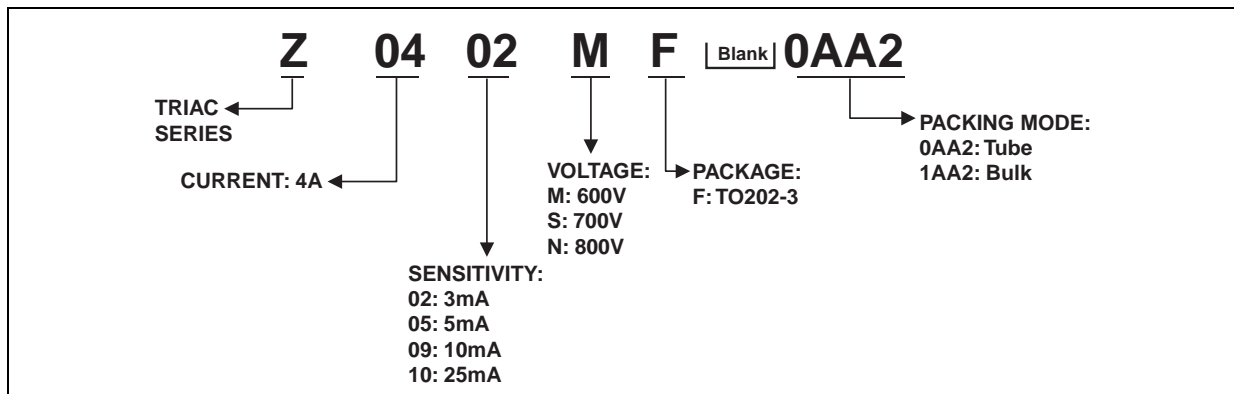 Z 04 02 M F Blank 0AA2
TRIAC
SERIES
CURRENT: 4A
SENSITIVITY:
02: 3mA
05: 5mA
09: 10mA
10: 25mA
VOLTAGE:
M: 600V
S: 700V
N: 800V
PACKAGE:
F: TO202-3
PACKING MODE:
0AA2: Tube
1AA2: Bulk